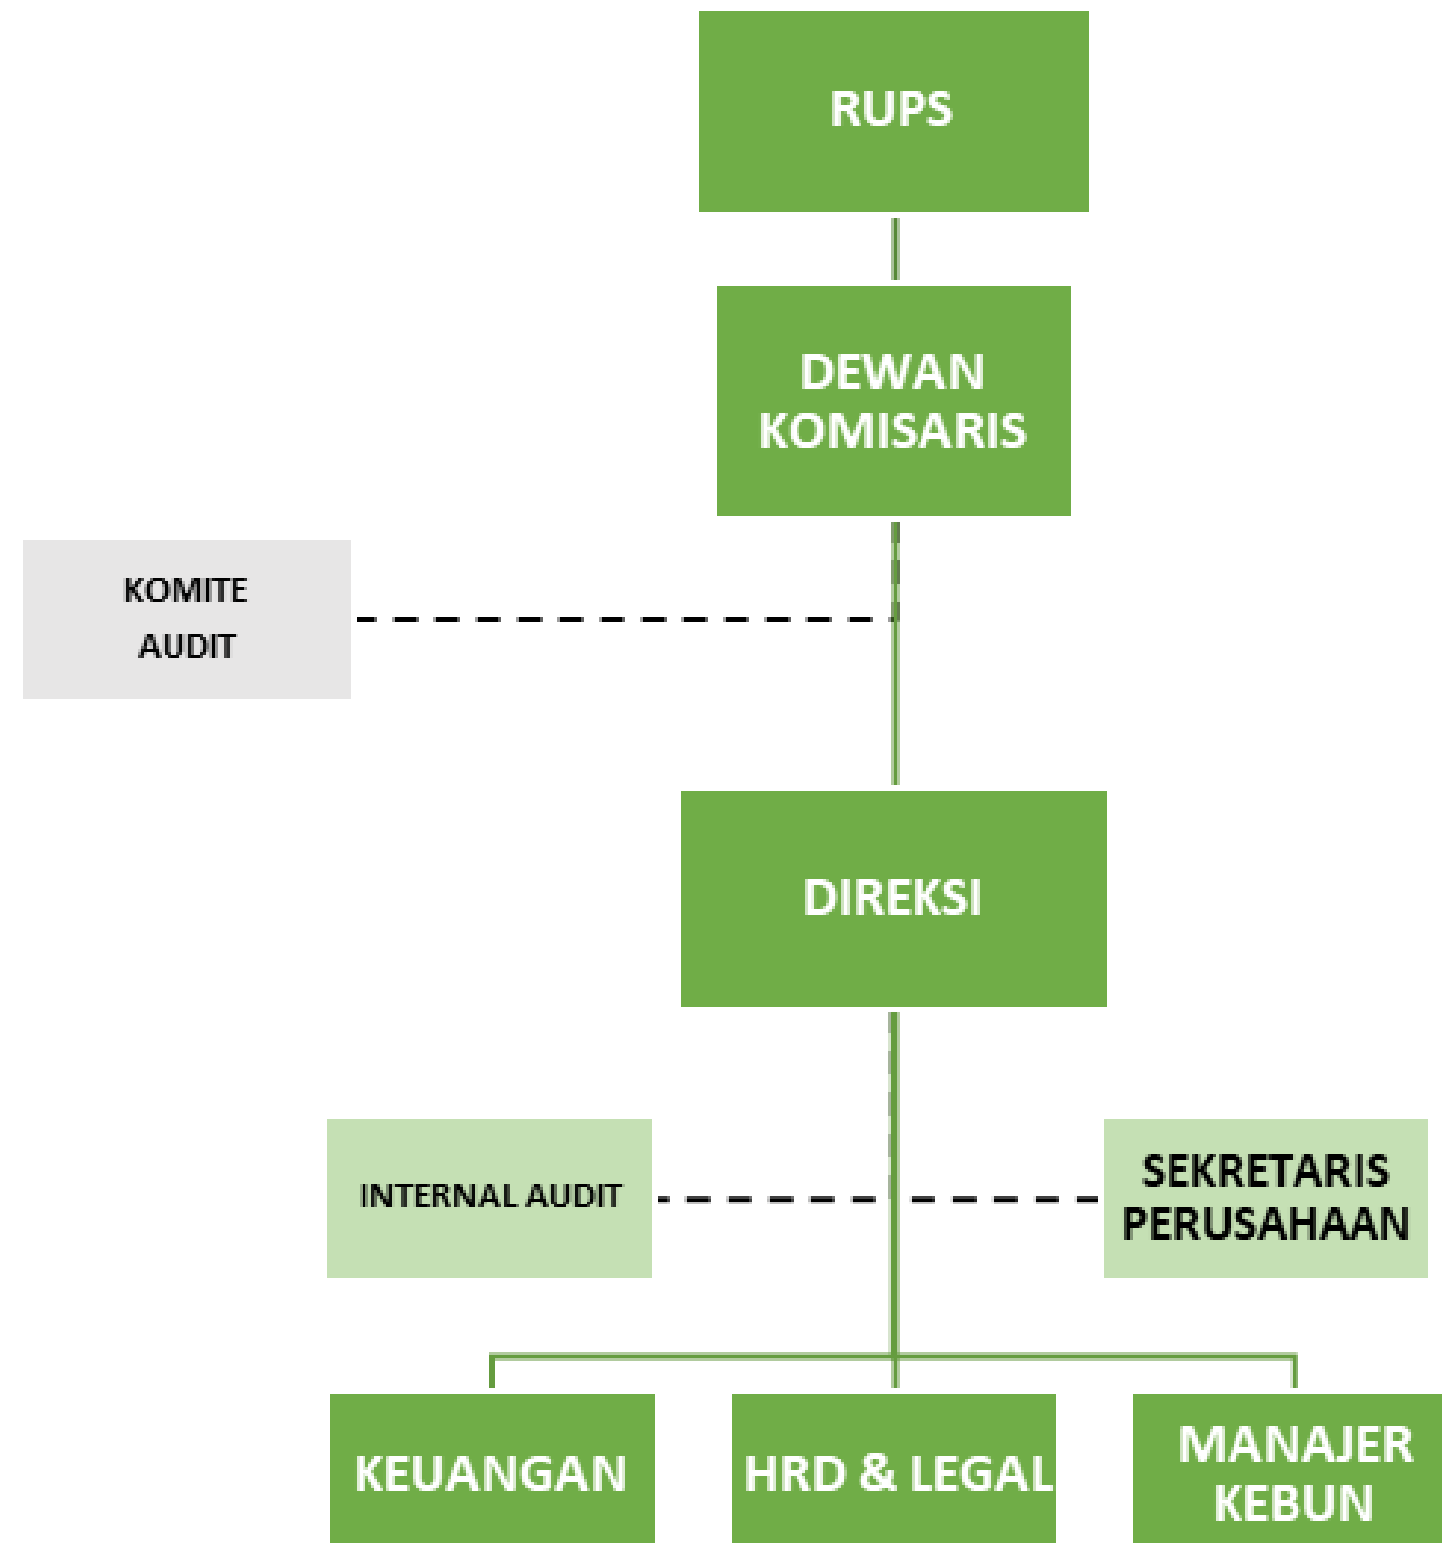 RUPS
DEWAN
KOMISARIS
KOMITE
AUDIT
DIREKSI
INTERNAL AUDIT
SEKRETARIS
PERUSAHAAN
KEUANGAN
HRD & LEGAL
MANAJER
KEBUN